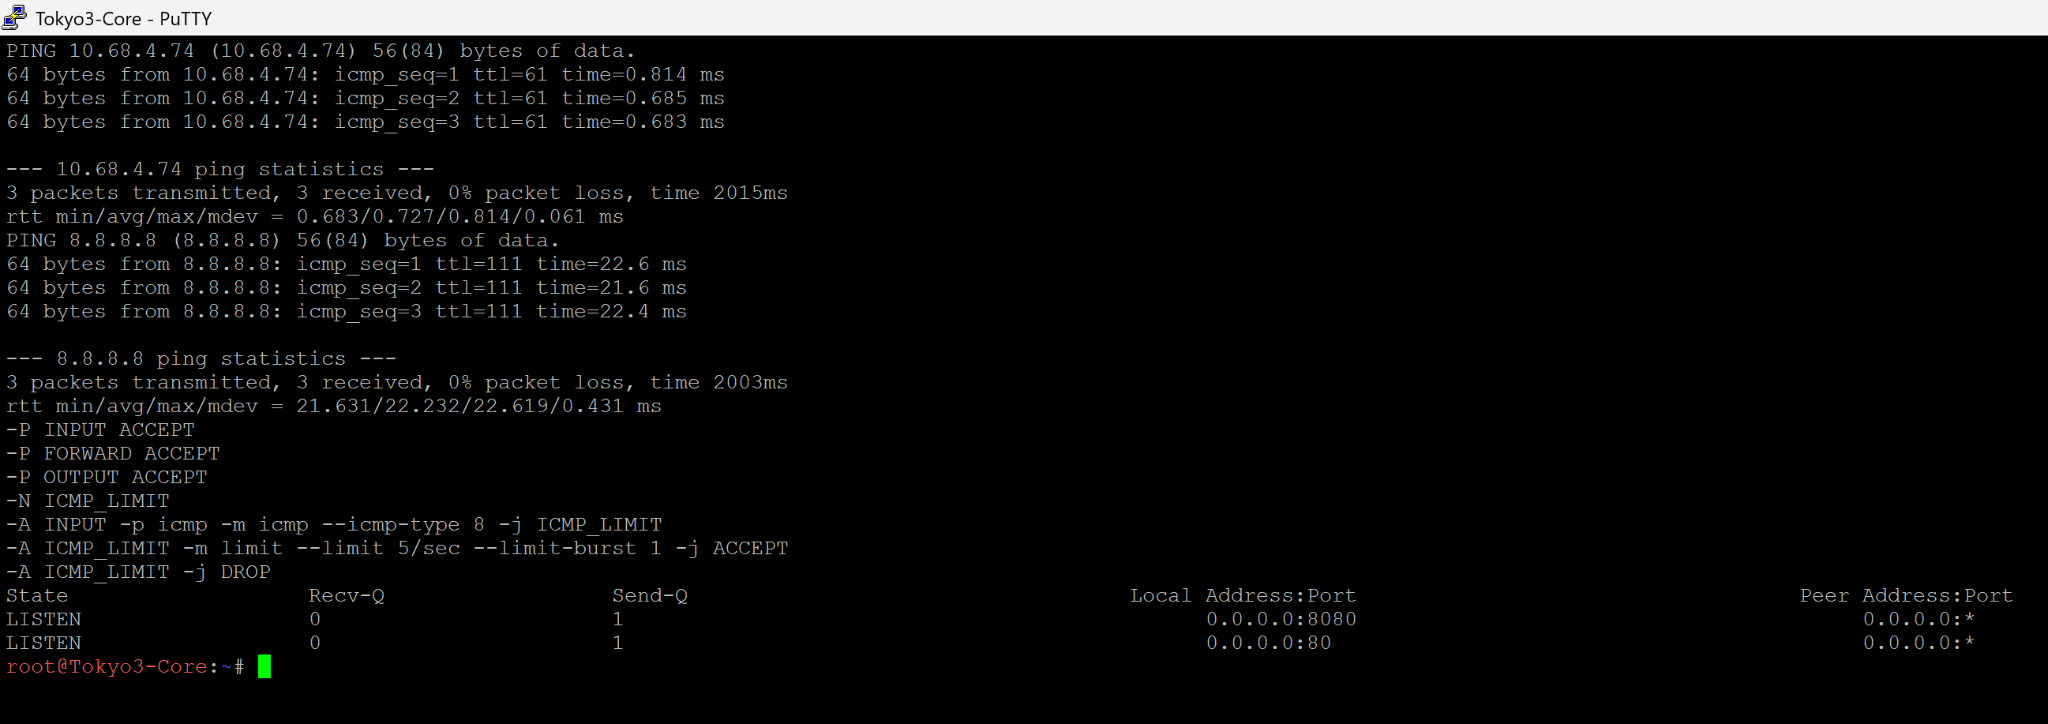 Tokyo3-Core - PuTTY
PING 10.68.4.74 (10.68.4.74) 56(84) bytes of data.
64 bytes from 10.68.4.74: icmp_seq=1 ttl=61 time=0.814 ms
64 bytes from 10.68.4.74: icmp_seq=2 ttl=61 time=0.685 ms
64 bytes from 10.68.4.74: icmp_seq=3 ttl=61 time=0.683 ms
--- 10.68.4.74 ping statistics ---
3 packets transmitted, 3 received, 0% packet loss, time 2015ms
rtt min/avg/max/mdev = 0.683/0.727/0.814/0.061 ms
PING 8.8.8.8 (8.8.8.8) 56(84) bytes of data.
64 bytes from 8.8.8.8: icmp_seq=1 ttl=111 time=22.6 ms
64 bytes from 8.8.8.8: icmp_seq=2 ttl=111 time=21.6 ms
64 bytes from 8.8.8.8: icmp_seq=3 ttl=111 time=22.4 ms
--- 8.8.8.8 ping statistics ---
3 packets transmitted, 3 received, 0% packet loss, time 2003ms
rtt min/avg/max/mdev = 21.631/22.232/22.619/0.431 ms
-P INPUT ACCEPT
-P FORWARD ACCEPT
-P OUTPUT ACCEPT
-N ICMP_LIMIT
-A INPUT -p icmp -m icmp --icmp-type 8 -j ICMP_LIMIT
-A ICMP_LIMIT -m limit --limit 5/sec --limit-burst 1 -j ACCEPT
-A ICMP_LIMIT -j DROP
State Recv-Q Send-Q Local Address:Port Peer Address:Port
LISTEN 0 1 0.0.0.0:8080 0.0.0.0:*
LISTEN 0 1 0.0.0.0:80 0.0.0.0:*
root@Tokyo3-Core:~#